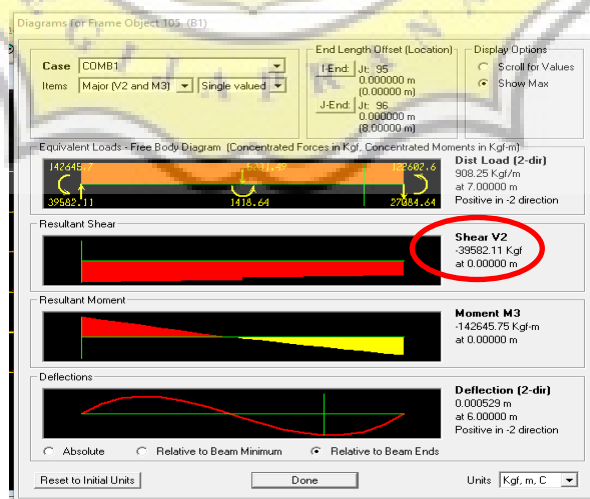 Diagrams for Frame Object 105 (B1)
Case COMB1
Items Major (V2 and M3) Single valued
End Length Offset (Location)
I-End: Jt: 95
0.000000 m
(0.00000 m)
J-End: Jt: 96
0.000000 m
(8.00000 m)
Display Options
Scroll for Values
Show Max
Equivalent Loads - Free Body Diagram (Concentrated Forces in Kgf, Concentrated Moments in Kgf-m)
142645.7 122602.6
39582.11 1418.64 27084.64
Dist Load (2-dir)
908.25 Kgf/m
at 7.00000 m
Positive in -2 direction
Resultant Shear
Shear V2
-39582.11 Kgf
at 0.00000 m
Resultant Moment
Moment M3
-142645.75 Kgf-m
at 0.00000 m
Deflections
Deflection (2-dir)
0.000529 m
at 6.00000 m
Positive in -2 direction
Absolute Relative to Beam Minimum Relative to Beam Ends
Reset to Initial Units Done Units Kgf, m, C